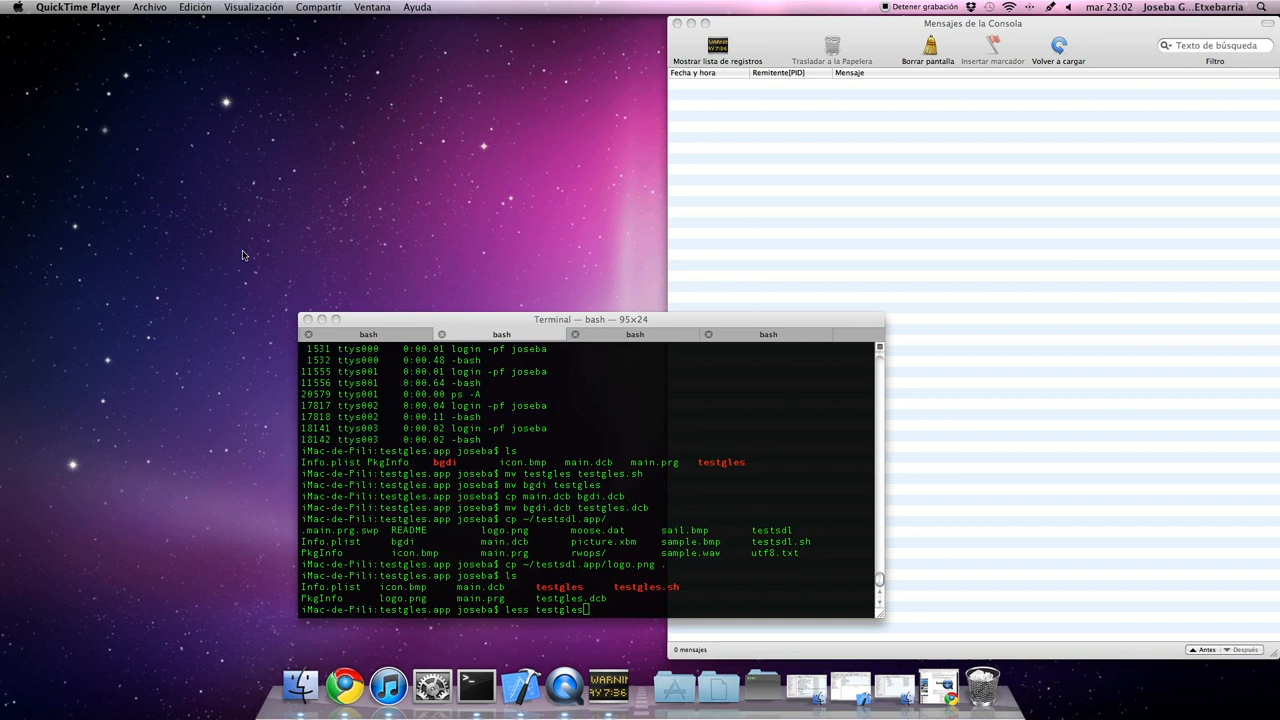 QuickTime Player Archivo Edición Visualización Compartir Ventana Ayuda Detener grabación mar 23:02 Joseba G...Etxebarria
Mensajes de la Consola
Mostrar lista de registros Trasladar a la Papelera Borrar pantalla Insertar marcador Volver a cargar Texto de búsqueda Filtro
Fecha y hora Remitente[PID] Mensaje
Terminal — bash — 95×24
bash bash bash bash
1531 ttys000 0:00.01 login -pf joseba
1532 ttys000 0:00.48 -bash
11555 ttys001 0:00.01 login -pf joseba
11556 ttys001 0:00.64 -bash
20579 ttys001 0:00.00 ps -A
17817 ttys002 0:00.04 login -pf joseba
17818 ttys002 0:00.11 -bash
18141 ttys003 0:00.02 login -pf joseba
18142 ttys003 0:00.02 -bash
iMac-de-Pili:testgles.app joseba$ ls
Info.plist PkgInfo bgdi icon.bmp main.dcb main.prg testgles
iMac-de-Pili:testgles.app joseba$ mv testgles testgles.sh
iMac-de-Pili:testgles.app joseba$ mv bgdi testgles
iMac-de-Pili:testgles.app joseba$ cp main.dcb bgdi.dcb
iMac-de-Pili:testgles.app joseba$ mv bgdi.dcb testgles.dcb
iMac-de-Pili:testgles.app joseba$ cp ~/testsdl.app/
.main.prg.swp README logo.png moose.dat sail.bmp testsdl
Info.plist bgdi main.dcb picture.xbm sample.bmp testsdl.sh
PkgInfo icon.bmp main.prg rwops/ sample.wav utf8.txt
iMac-de-Pili:testgles.app joseba$ cp ~/testsdl.app/logo.png .
iMac-de-Pili:testgles.app joseba$ ls
Info.plist icon.bmp main.dcb testgles testgles.sh
PkgInfo logo.png main.prg testgles.dcb
iMac-de-Pili:testgles.app joseba$ less testgles
0 mensajes Antes Después
WARNIN
AY 7:36